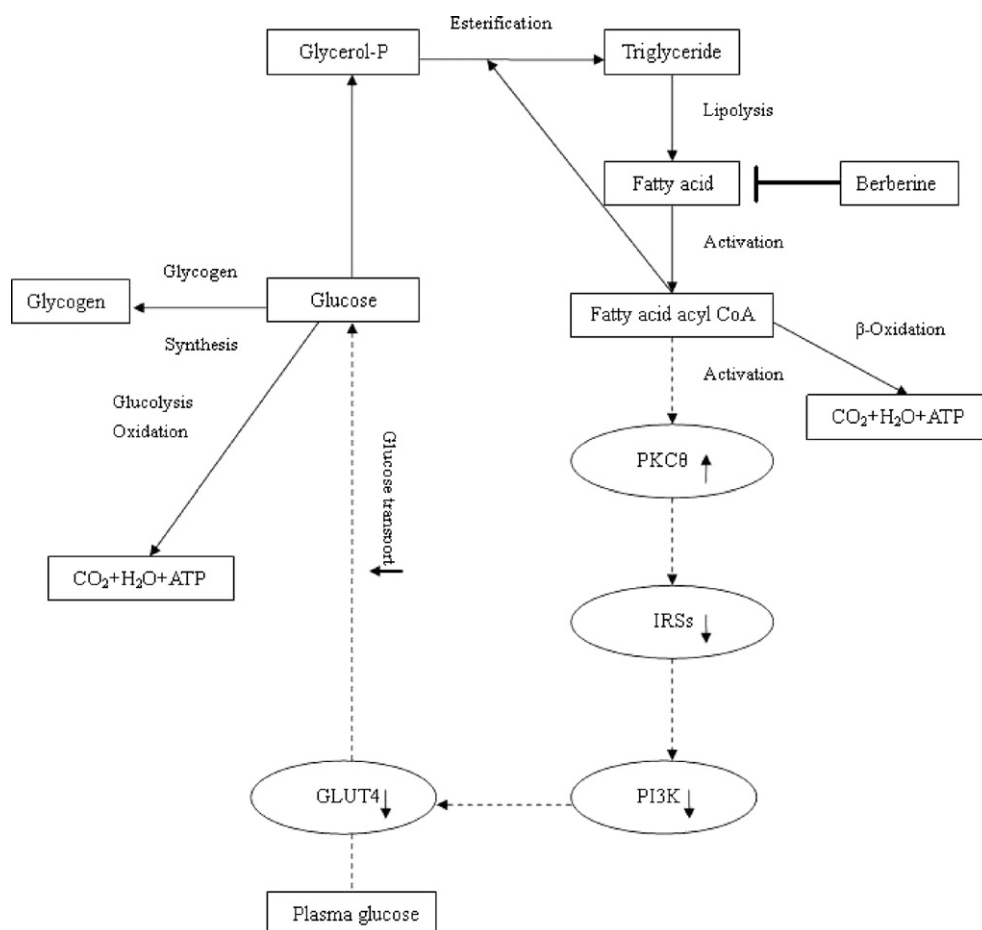 Esterification
Glycerol-P
Triglyceride
Lipolysis
Fatty acid
Berberine
Activation
Glycogen
Glycogen
Glucose
Synthesis
Fatty acid acyl CoA
β-Oxidation
Activation
Glucolysis
Oxidation
CO₂+H₂O+ATP
PKCθ
Glucose transport
CO₂+H₂O+ATP
IRSs
GLUT4
PI3K
Plasma glucose